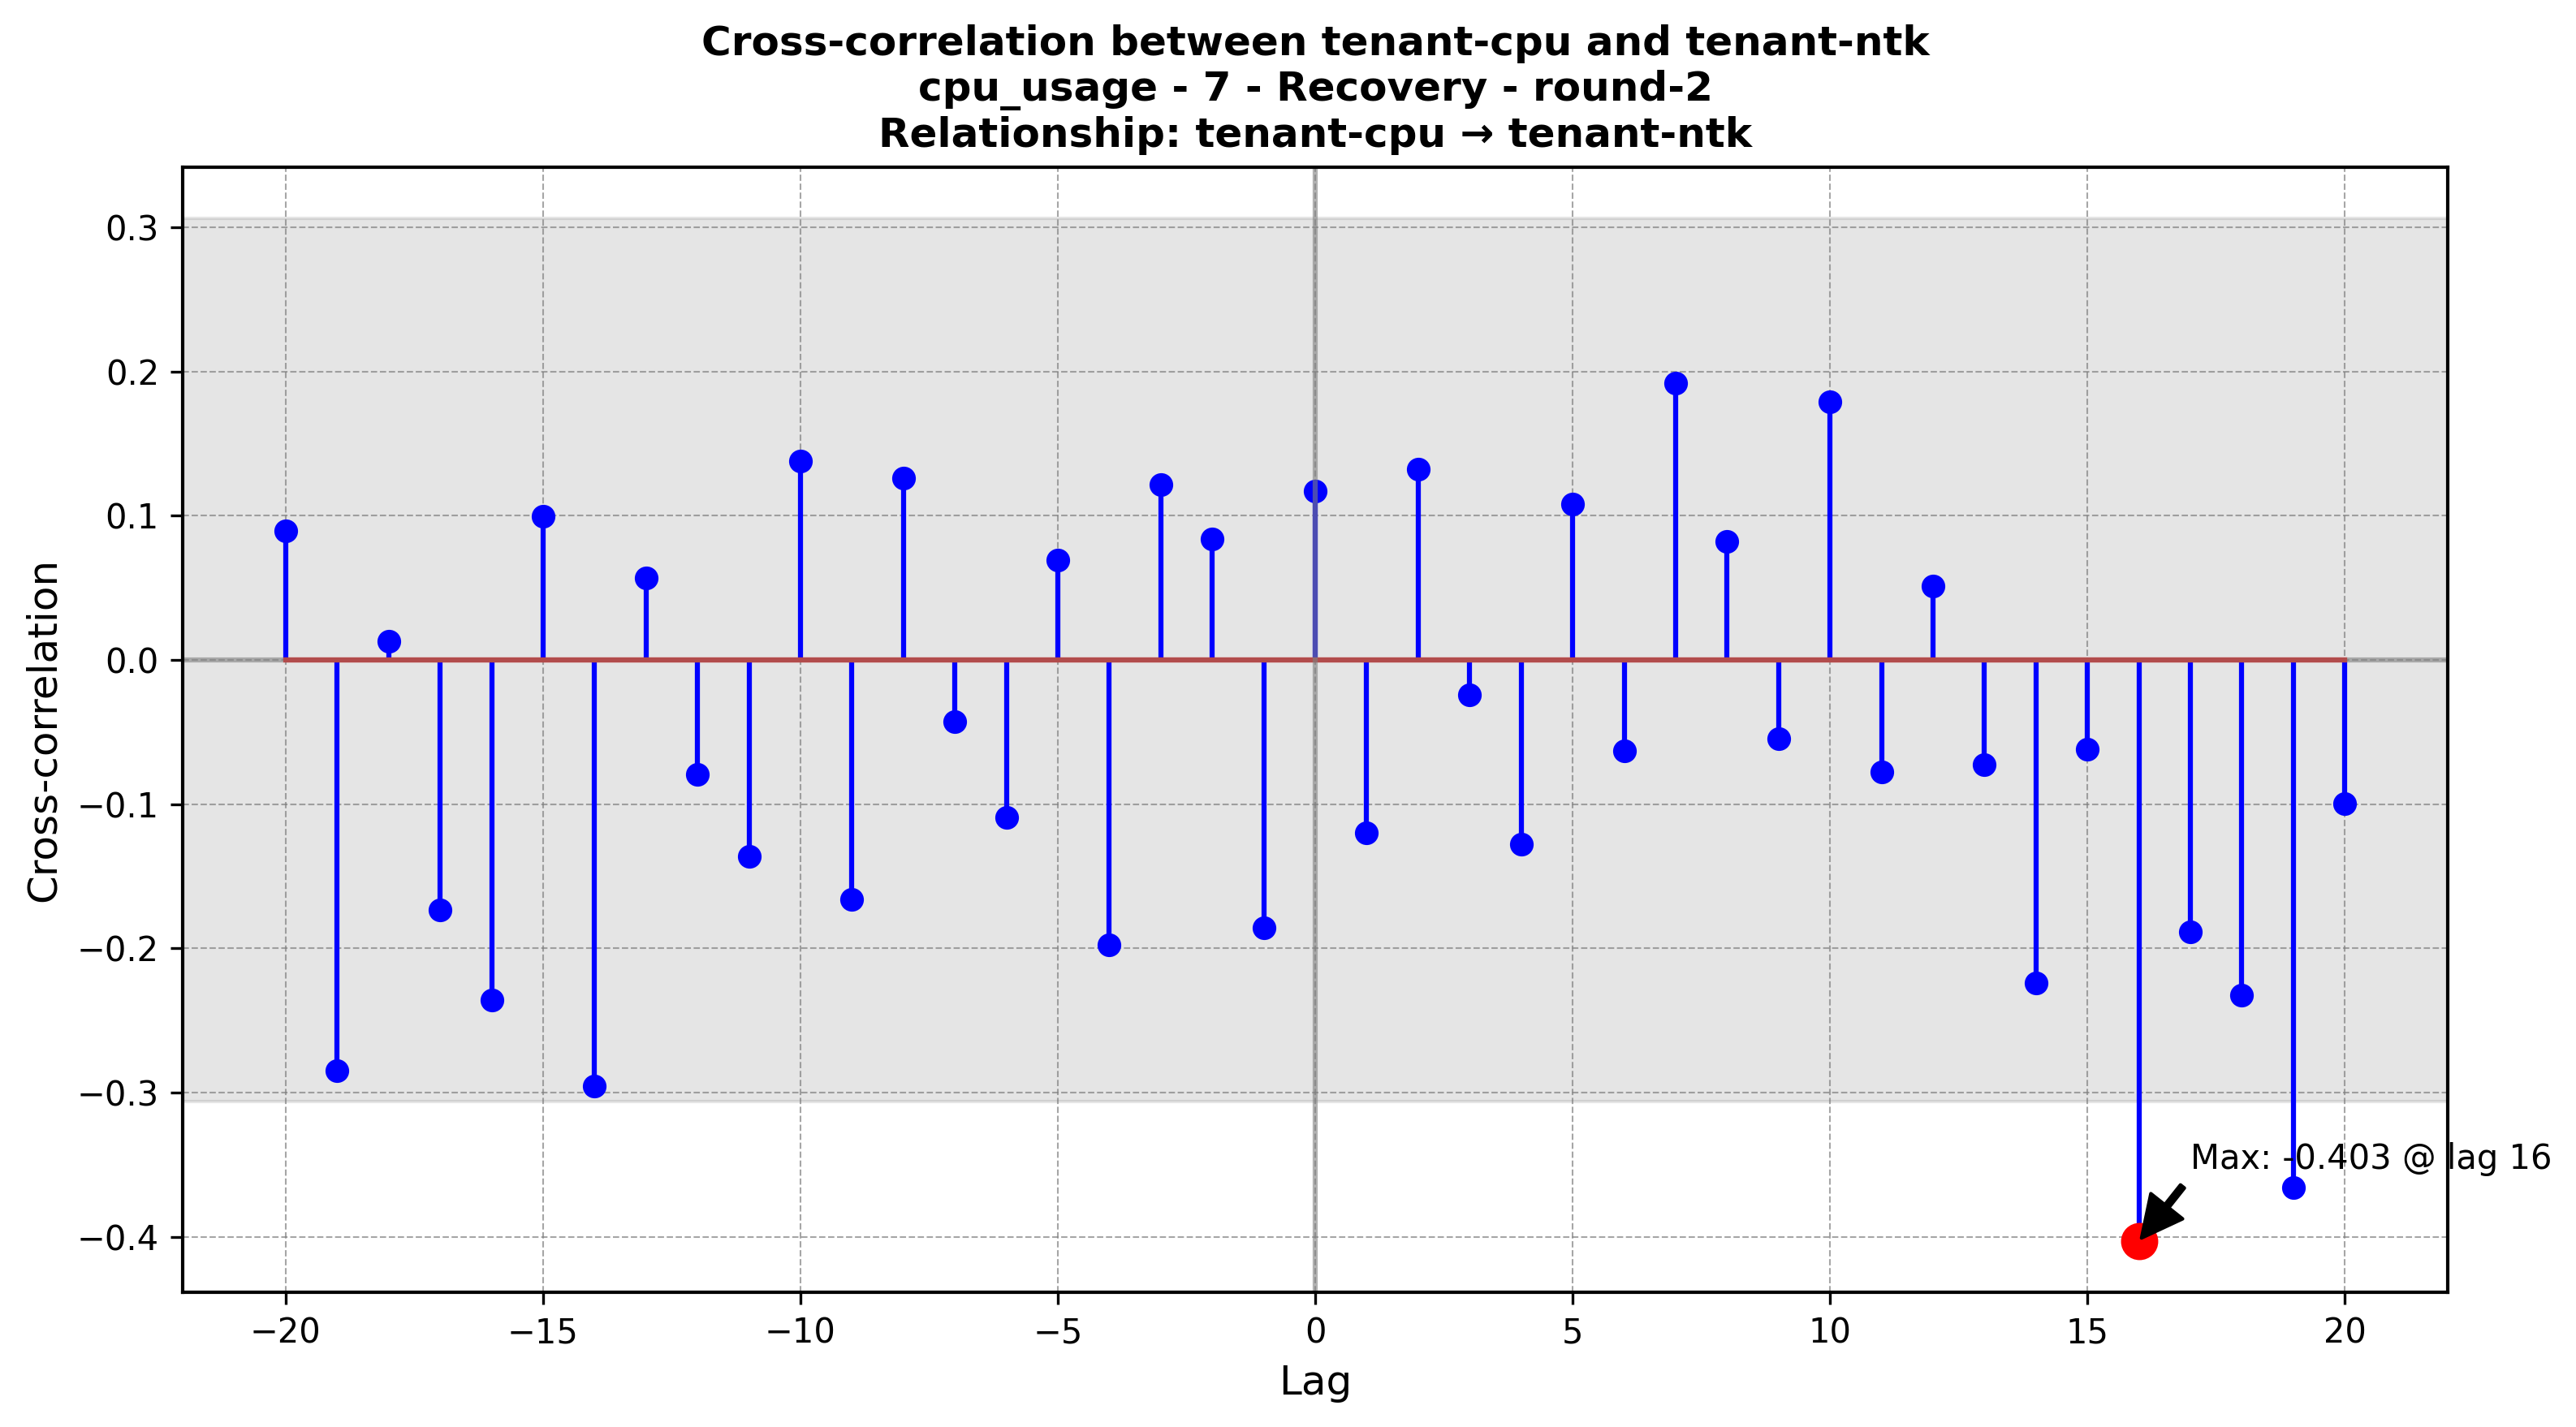 Cross-correlation between tenant-cpu and tenant-ntk
cpu_usage - 7 - Recovery - round-2
Relationship: tenant-cpu → tenant-ntk
Cross-correlation
0.3
0.2
0.1
0.0
−0.1
−0.2
−0.3
−0.4
Max: -0.403 @ lag 16
−20
−15
−10
−5
0
5
10
15
20
Lag